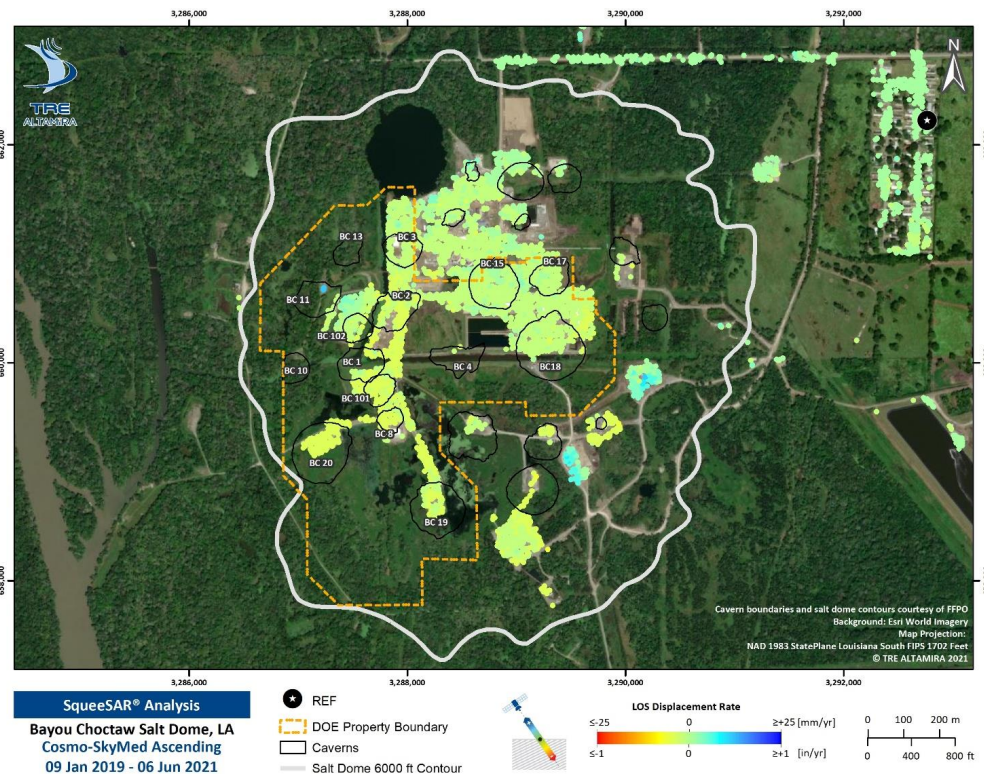 3,286,000 3,288,000 3,290,000 3,292,000
TRE
ALTAMIRA
N
662,000
BC 13
BC 3
BC 15
BC 17
BC 11
BC 2
BC 102
BC 1
BC 4
BC18
BC 10
660,000
BC 101
BC 8
BC 20
BC 19
658,000
Cavern boundaries and salt dome contours courtesy of FFPO
Background: Esri World Imagery
Map Projection:
NAD 1983 StatePlane Louisiana South FIPS 1702 Feet
© TRE ALTAMIRA 2021
3,286,000 3,288,000 3,290,000 3,292,000
SqueeSAR® Analysis
Bayou Choctaw Salt Dome, LA
Cosmo-SkyMed Ascending
09 Jan 2019 - 06 Jun 2021
REF
DOE Property Boundary
Caverns
Salt Dome 6000 ft Contour
LOS Displacement Rate
≤-25 0 ≥+25 [mm/yr]
≤-1 0 ≥+1 [in/yr]
0 100 200 m
0 400 800 ft